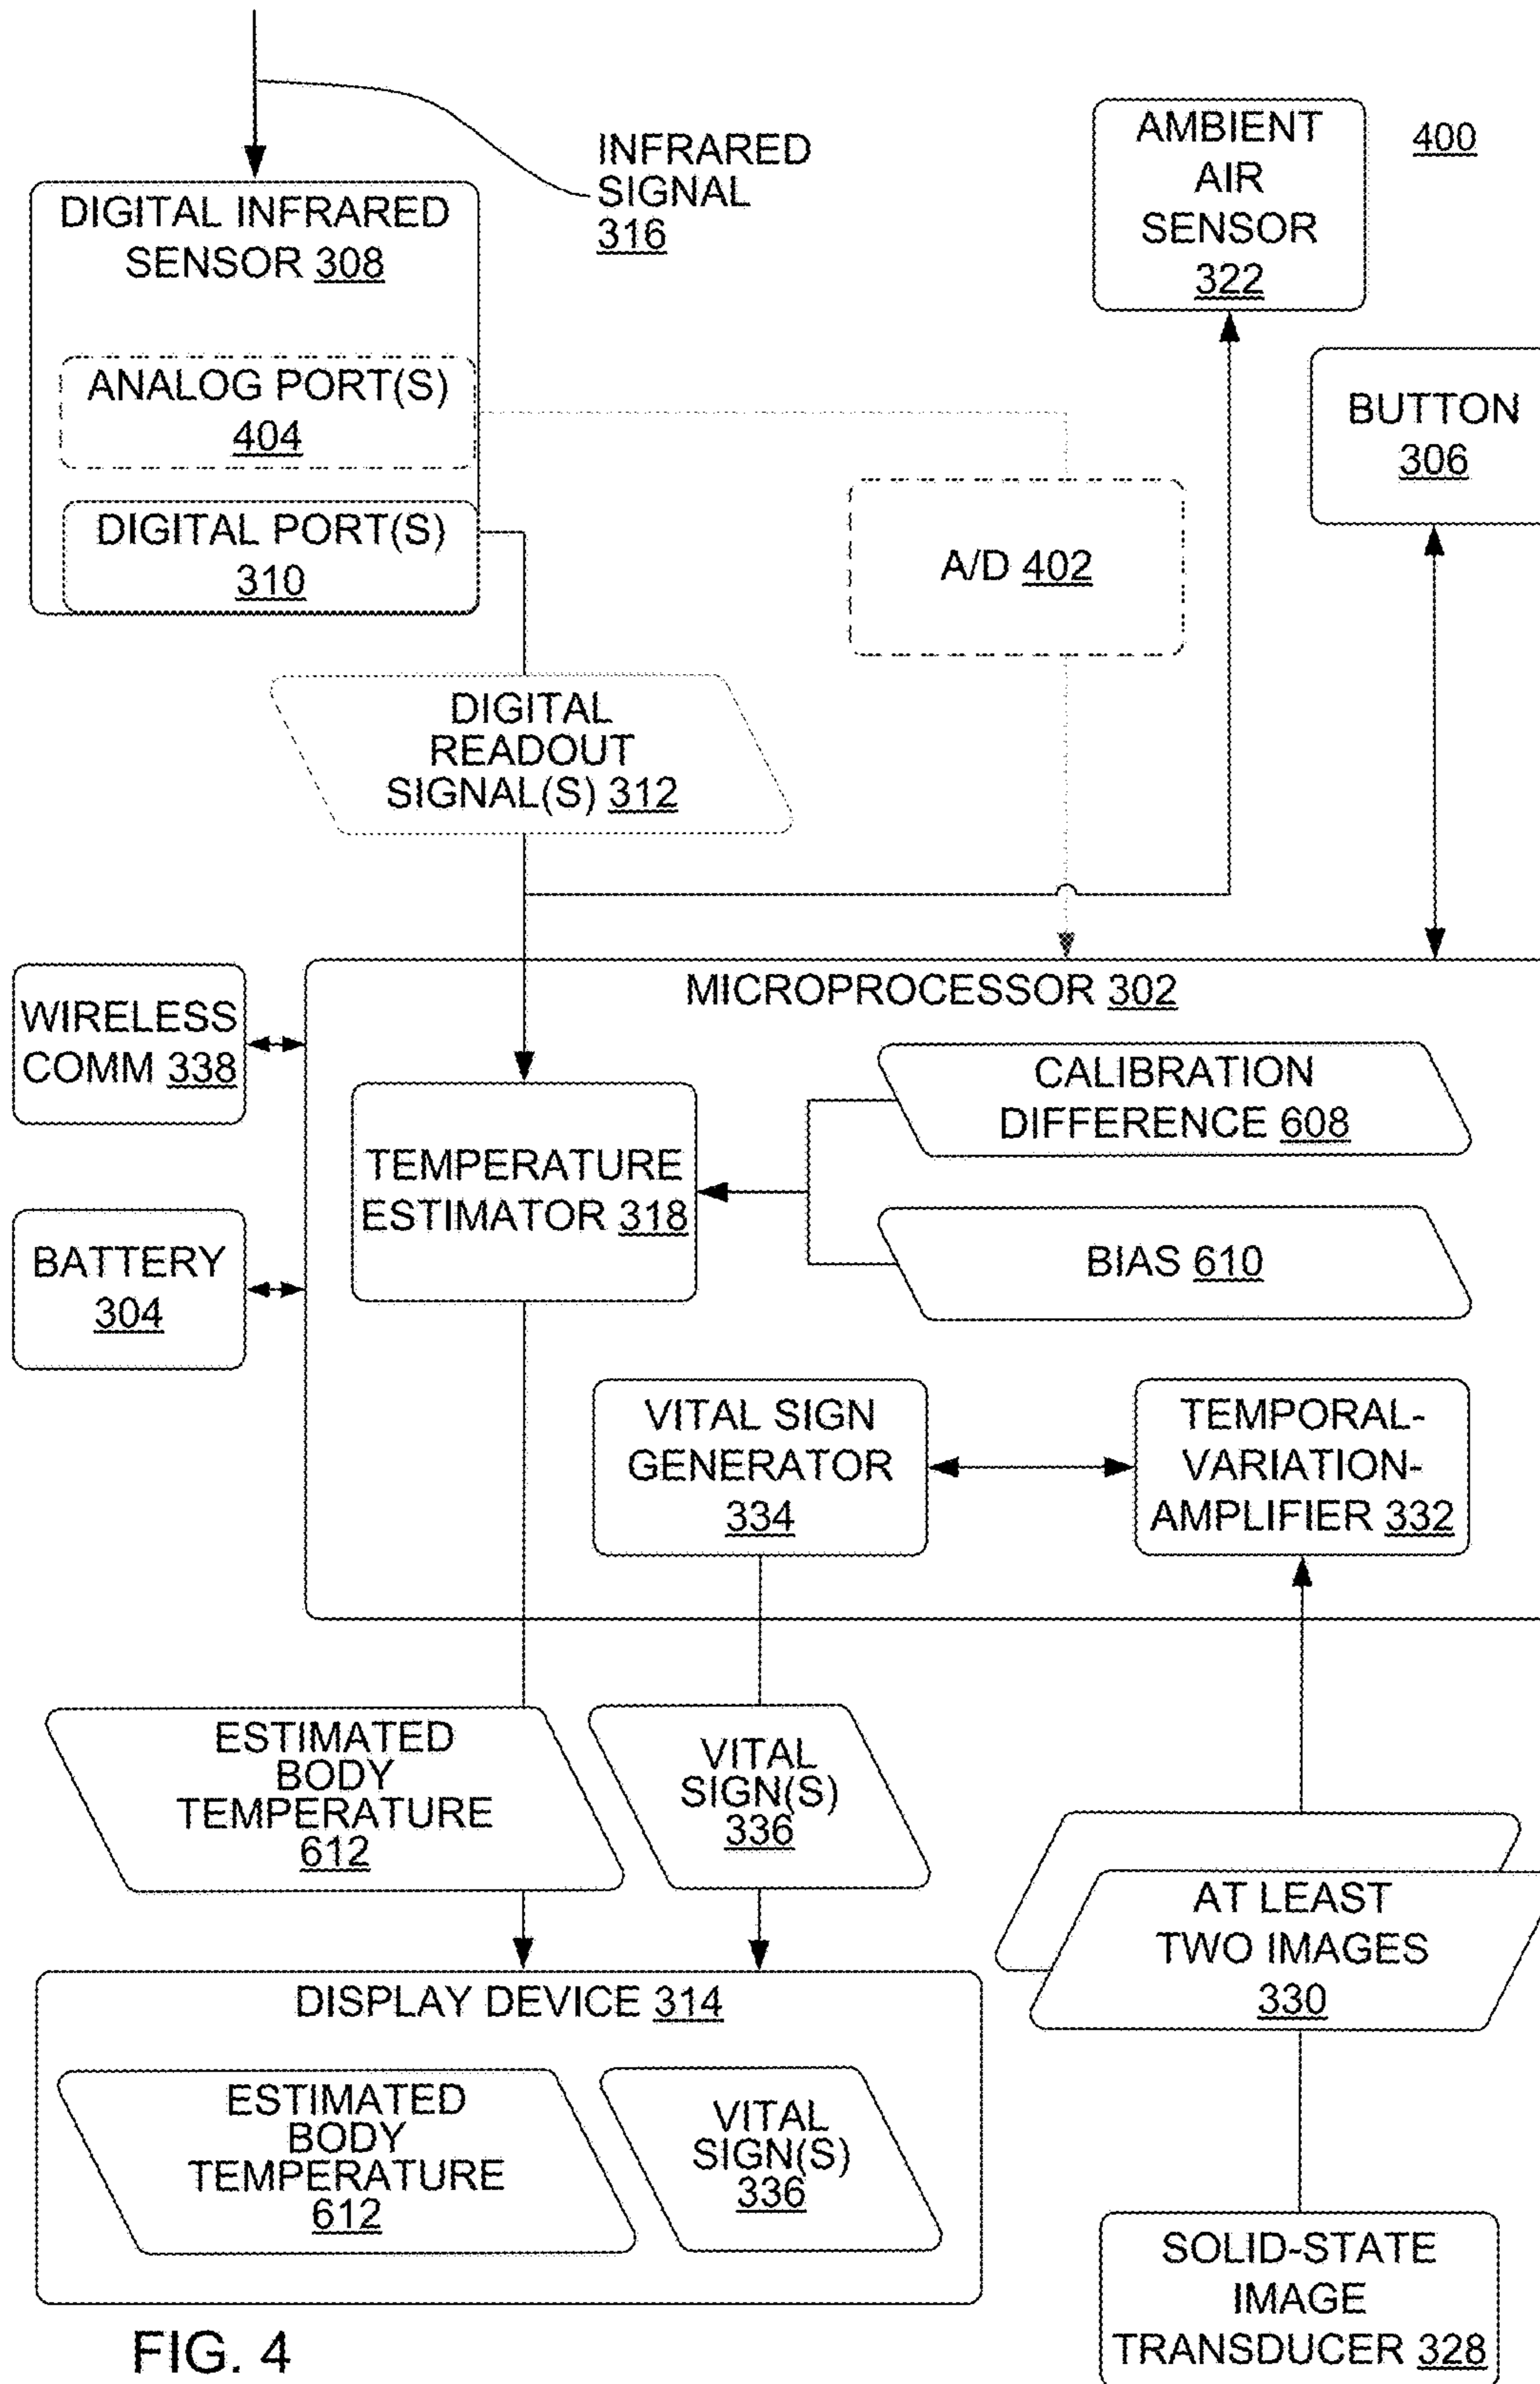 INFRARED
SIGNAL
316
AMBIENT
AIR
SENSOR
322
400
DIGITAL INFRARED
SENSOR 308
ANALOG PORT(S)
404
DIGITAL PORT(S)
310
BUTTON
306
A/D 402
DIGITAL
READOUT
SIGNAL(S) 312
MICROPROCESSOR 302
WIRELESS
COMM 338
BATTERY
304
TEMPERATURE
ESTIMATOR 318
CALIBRATION
DIFFERENCE 608
BIAS 610
VITAL SIGN
GENERATOR
334
TEMPORAL-
VARIATION-
AMPLIFIER 332
ESTIMATED
BODY
TEMPERATURE
612
VITAL
SIGN(S)
336
AT LEAST
TWO IMAGES
330
DISPLAY DEVICE 314
ESTIMATED
BODY
TEMPERATURE
612
VITAL
SIGN(S)
336
SOLID-STATE
IMAGE
TRANSDUCER 328
FIG. 4